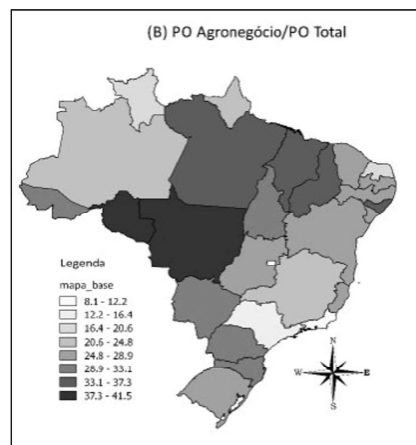 (B) PO Agronegócio/PO Total
Legenda
mapa_base
8.1 - 12.2
12.2 - 16.4
16.4 - 20.6
20.6 - 24.8
24.8 - 28.9
28.9 - 33.1
33.1 - 37.3
37.3 - 41.5
N
W E
S